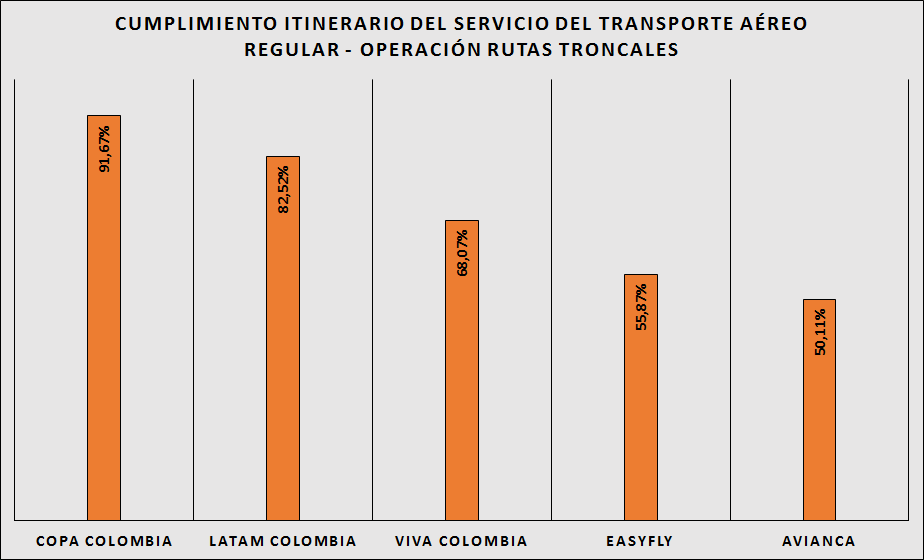 CUMPLIMIENTO ITINERARIO DEL SERVICIO DEL TRANSPORTE AÉREO
REGULAR - OPERACIÓN RUTAS TRONCALES
91,67%
82,52%
68,07%
55,87%
50,11%
COPA COLOMBIA
LATAM COLOMBIA
VIVA COLOMBIA
EASYFLY
AVIANCA